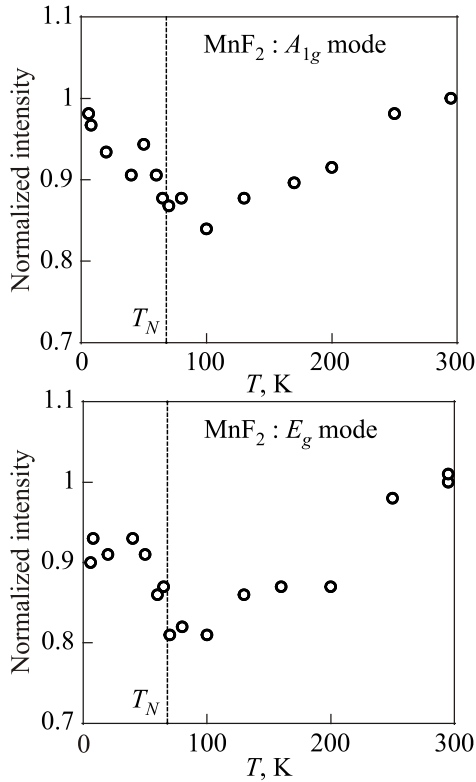 1.1
MnF2 : A1g mode
1
Normalized intensity
0.9
0.8
TN
0.7
0 100 200 300
T, K
1.1
MnF2 : Eg mode
1
Normalized intensity
0.9
0.8
TN
0.7
0 100 200 300
T, K